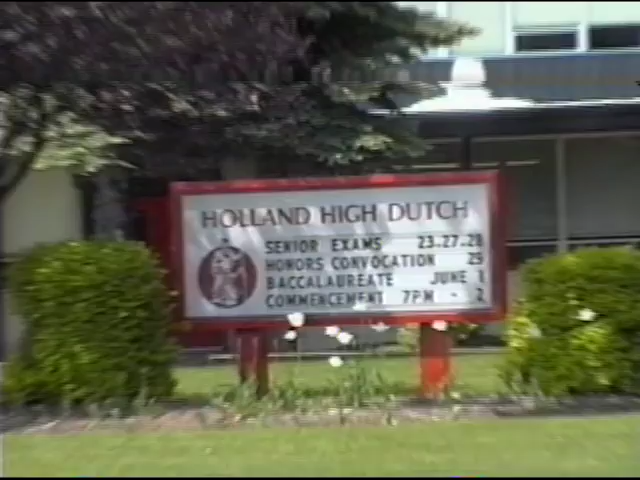 HOLLAND HIGH DUTCH
SENIOR EXAMS 23.27.28
HONORS CONVOCATION 29
BACCALAUREATE JUNE 1
COMMENCEMENT 7PM - 2